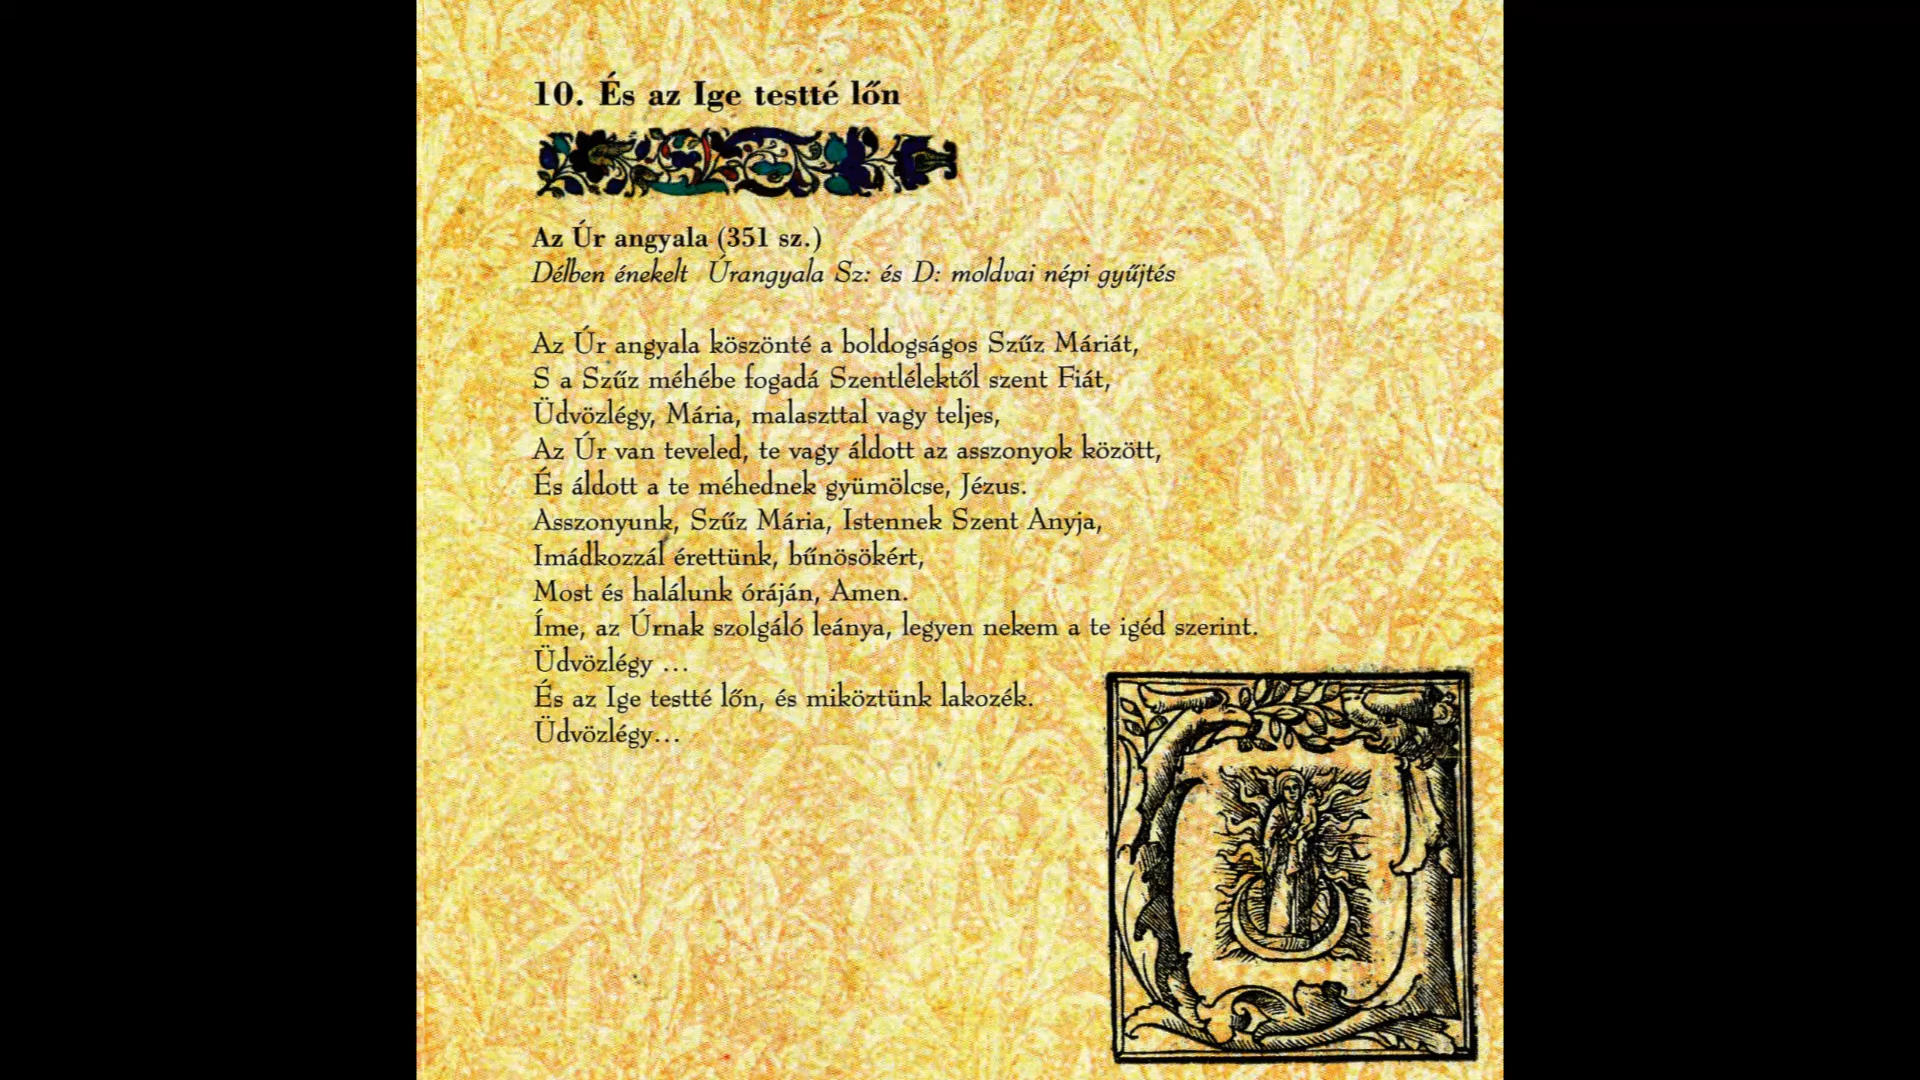 10. És az Ige testté lőn
Az Úr angyala (351 sz.)
Délben énekelt Úrangyala Sz: és D: moldvai népi gyűjtés
Az Úr angyala köszönté a boldogságos Szűz Máriát,
S a Szűz méhébe fogadá Szentlélektől szent Fiát,
Üdvözlégy, Mária, malaszttal vagy teljes,
Az Úr van teveled, te vagy áldott az asszonyok között,
És áldott a te méhednek gyümölcse, Jézus.
Asszonyunk, Szűz Mária, Istennek Szent Anyja,
Imádkozzál érettünk, bűnösökért,
Most és halálunk óráján, Amen.
Íme, az Úrnak szolgáló leánya, legyen nekem a te igéd szerint.
Üdvözlégy ...
És az Ige testté lőn, és miköztünk lakozék.
Üdvözlégy...